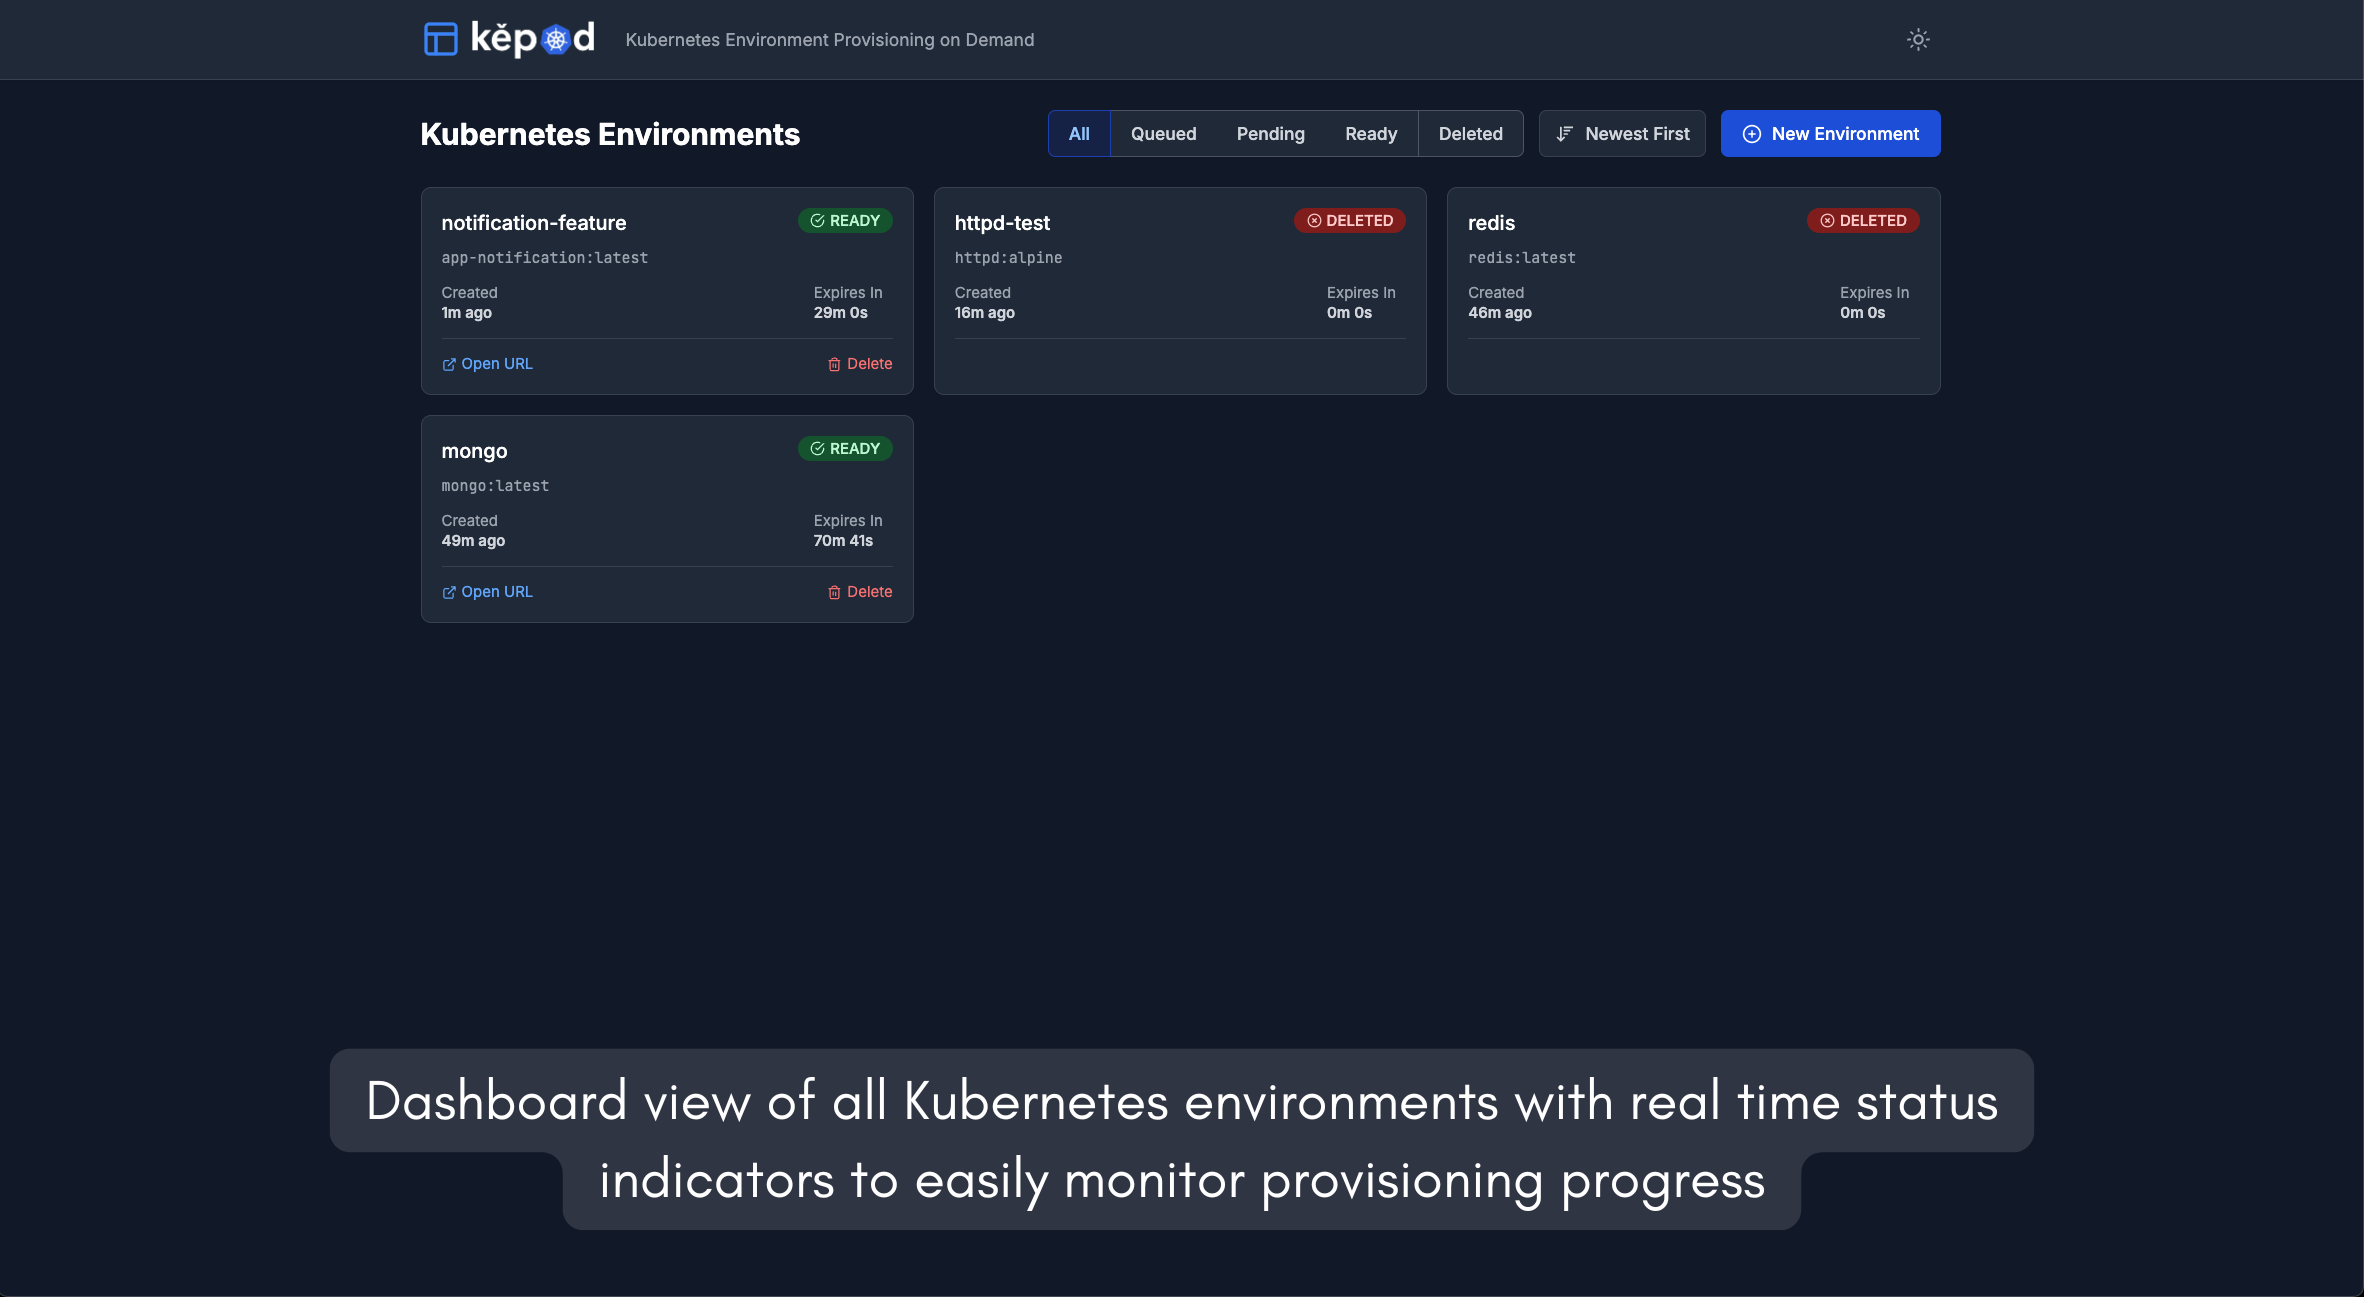 kĕpod
Kubernetes Environment Provisioning on Demand
Kubernetes Environments
All
Queued
Pending
Ready
Deleted
Newest First
New Environment
notification-feature
READY
app-notification:latest
Created
Expires In
1m ago
29m 0s
Open URL
Delete
httpd-test
DELETED
httpd:alpine
Created
Expires In
16m ago
0m 0s
redis
DELETED
redis:latest
Created
Expires In
46m ago
0m 0s
mongo
READY
mongo:latest
Created
Expires In
49m ago
70m 41s
Open URL
Delete
Dashboard view of all Kubernetes environments with real time status
indicators to easily monitor provisioning progress